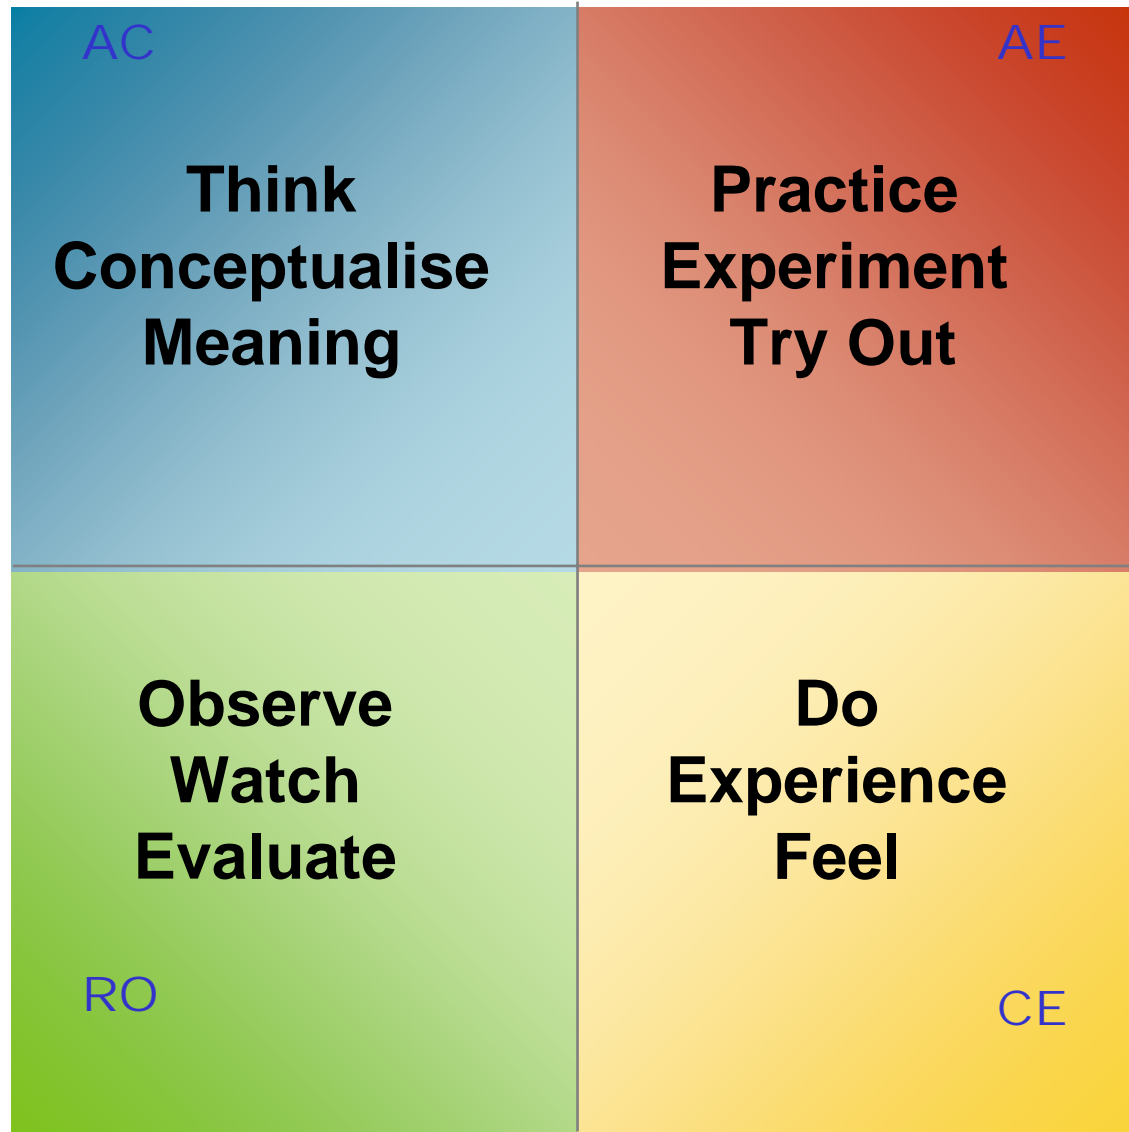 AC
Think
Conceptualise
Meaning
AE
Practice
Experiment
Try Out
Observe
Watch
Evaluate
RO
Do
Experience
Feel
CE